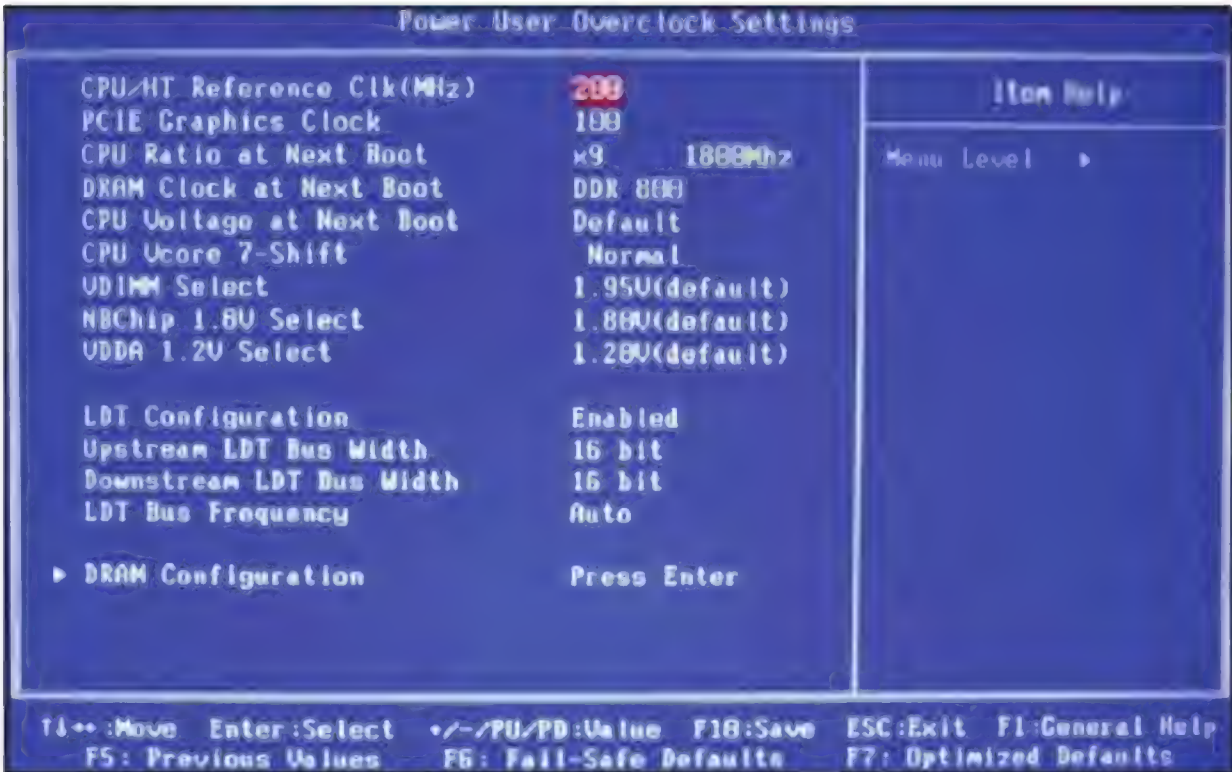 Power User Overclock Settings
CPU/HT Reference Clk(MHz) 200
PCIE Graphics Clock 100
CPU Ratio at Next Boot x9 1800Mhz
DRAM Clock at Next Boot DDR 800
CPU Voltage at Next Boot Default
CPU Vcore 7-Shift Normal
VDIMM Select 1.95V(default)
NBChip 1.8V Select 1.80V(default)
VDDA 1.2V Select 1.20V(default)
LDT Configuration Enabled
Upstream LDT Bus Width 16 bit
Downstream LDT Bus Width 16 bit
LDT Bus Frequency Auto
▶ DRAM Configuration Press Enter
Item Help
Menu Level ▶
↑↓→←:Move Enter:Select +/-/PU/PD:Value F10:Save ESC:Exit F1:General Help
F5: Previous Values F6: Fail-Safe Defaults F7: Optimized Defaults